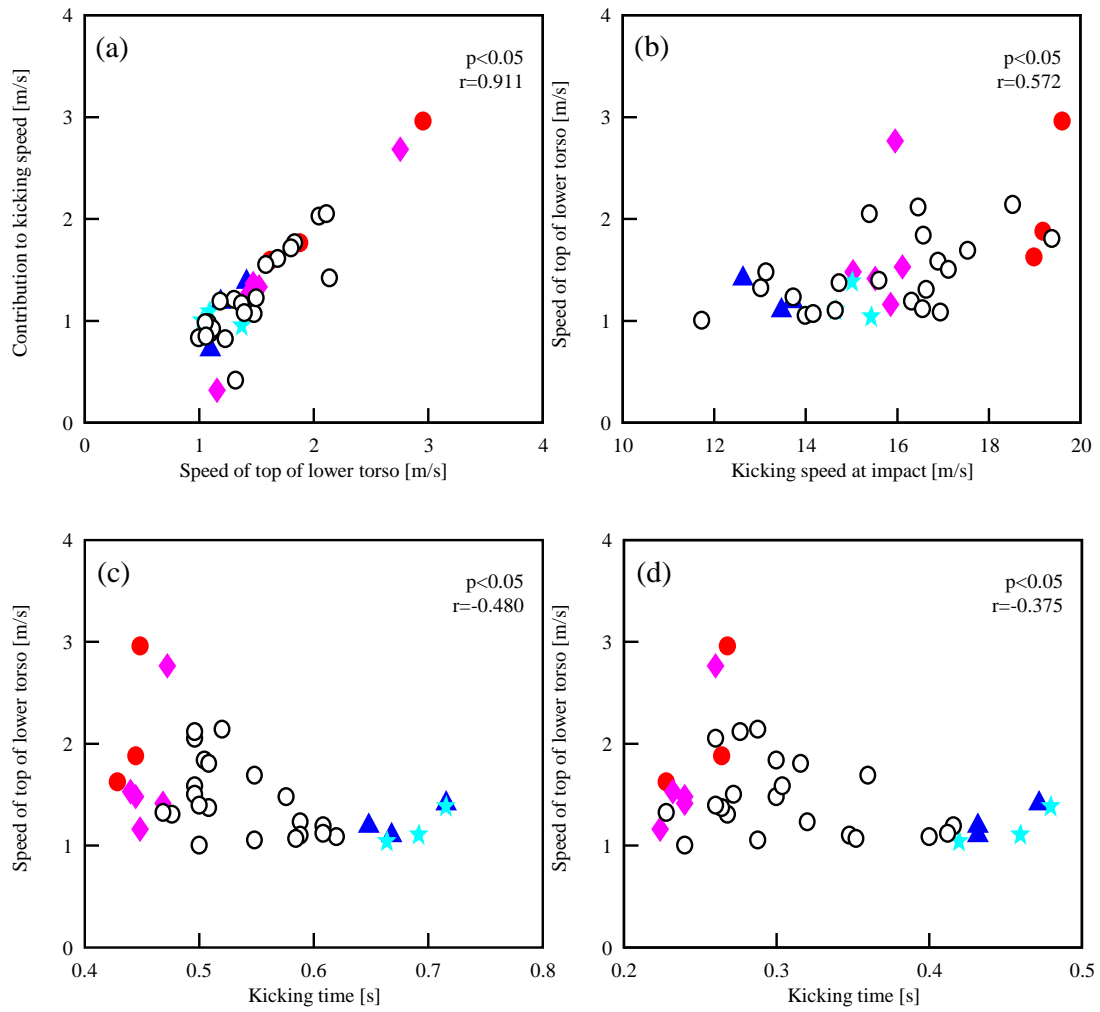 (a)
p<0.05
r=0.911
Contribution to kicking speed [m/s]
4
3
2
1
0
0 1 2 3 4
Speed of top of lower torso [m/s]
(b)
p<0.05
r=0.572
Speed of top of lower torso [m/s]
4
3
2
1
0
10 12 14 16 18 20
Kicking speed at impact [m/s]
(c)
p<0.05
r=-0.480
Speed of top of lower torso [m/s]
4
3
2
1
0
0.4 0.5 0.6 0.7 0.8
Kicking time [s]
(d)
p<0.05
r=-0.375
Speed of top of lower torso [m/s]
4
3
2
1
0
0.2 0.3 0.4 0.5
Kicking time [s]